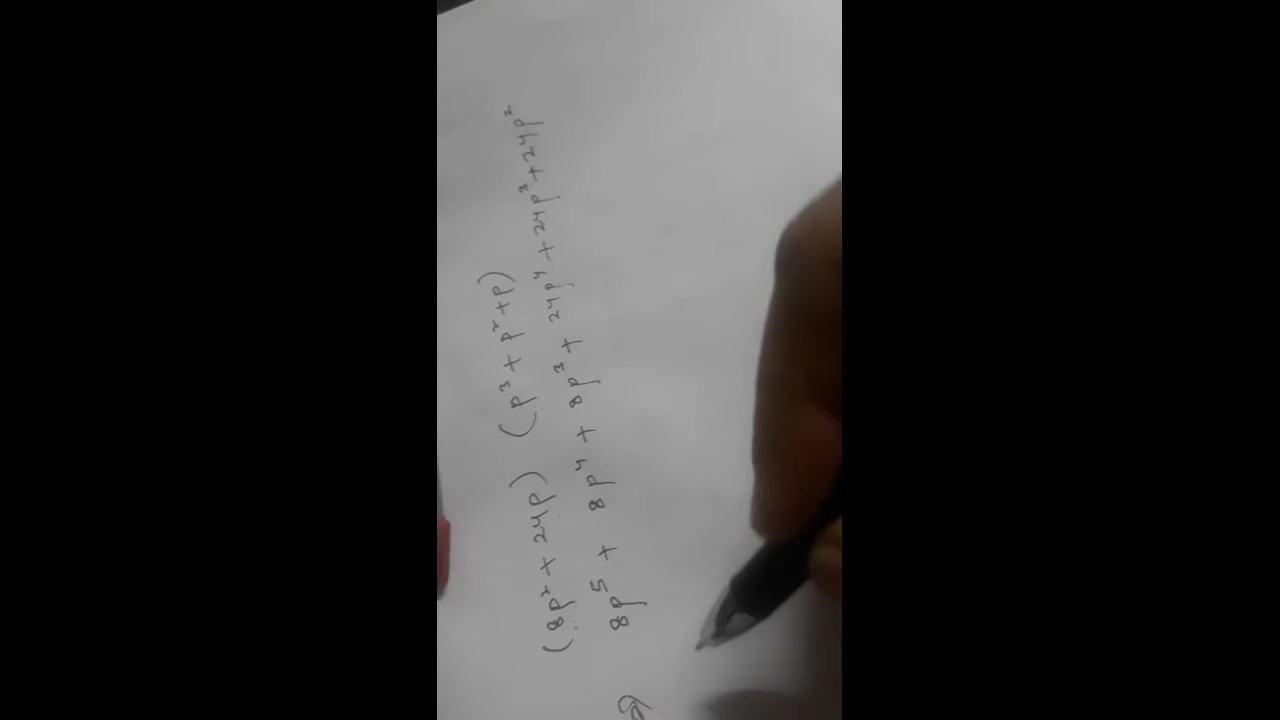 (8p² + 24p) (p³ + p² + p)
8p⁵ + 8p⁴ + 8p³ + 24p⁴ + 24p³ + 24p²